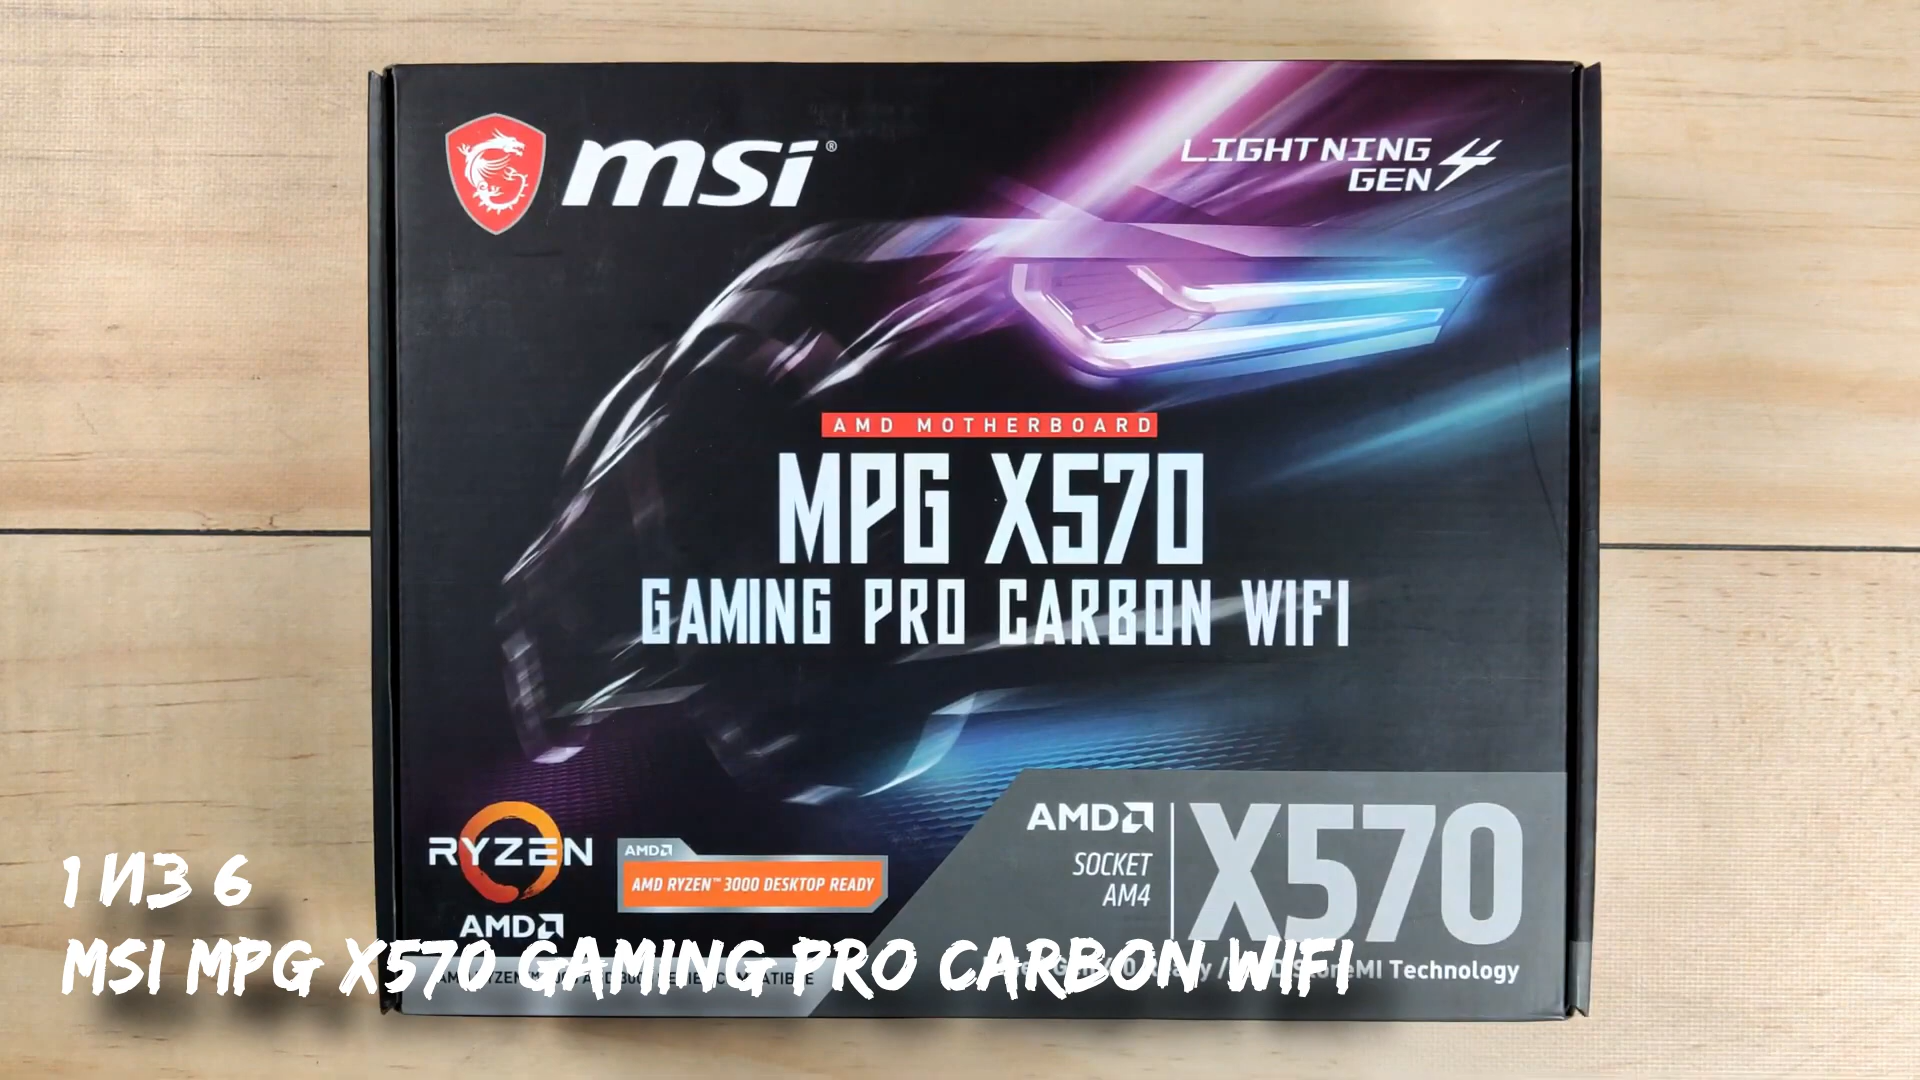 msi®
LIGHTNING
GEN 4
AMD MOTHERBOARD
MPG X570
GAMING PRO CARBON WIFI
RYZEN
AMD
AMD
AMD RYZEN™ 3000 DESKTOP READY
AMD
SOCKET
AM4
X570
Technology
1 ИЗ 6
MSI MPG X570 GAMING PRO CARBON WIFI